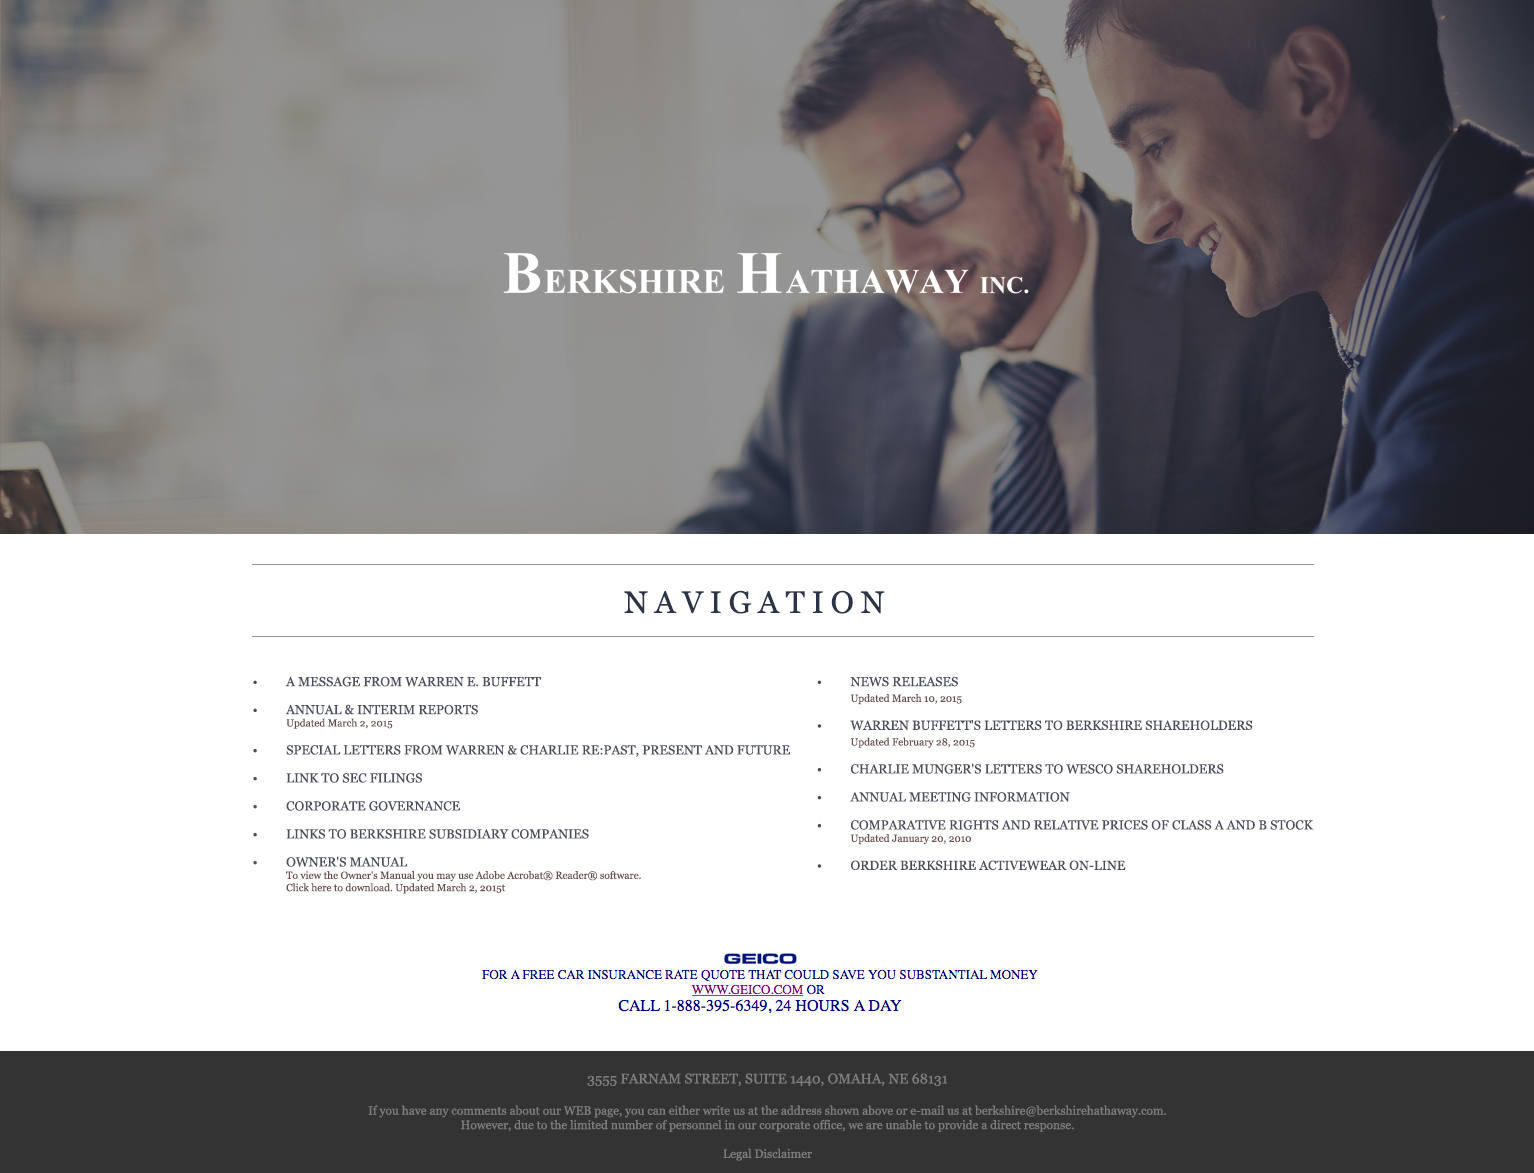 BERKSHIRE HATHAWAY INC.
NAVIGATION
• A MESSAGE FROM WARREN E. BUFFETT
• ANNUAL & INTERIM REPORTS
Updated March 2, 2015
• SPECIAL LETTERS FROM WARREN & CHARLIE RE:PAST, PRESENT AND FUTURE
• LINK TO SEC FILINGS
• CORPORATE GOVERNANCE
• LINKS TO BERKSHIRE SUBSIDIARY COMPANIES
• OWNER'S MANUAL
To view the Owner's Manual you may use Adobe Acrobat® Reader® software.
Click here to download. Updated March 2, 2015t
• NEWS RELEASES
Updated March 10, 2015
• WARREN BUFFETT'S LETTERS TO BERKSHIRE SHAREHOLDERS
Updated February 28, 2015
• CHARLIE MUNGER'S LETTERS TO WESCO SHAREHOLDERS
• ANNUAL MEETING INFORMATION
• COMPARATIVE RIGHTS AND RELATIVE PRICES OF CLASS A AND B STOCK
Updated January 20, 2010
• ORDER BERKSHIRE ACTIVEWEAR ON-LINE
GEICO
FOR A FREE CAR INSURANCE RATE QUOTE THAT COULD SAVE YOU SUBSTANTIAL MONEY
WWW.GEICO.COM OR
CALL 1-888-395-6349, 24 HOURS A DAY
3555 FARNAM STREET, SUITE 1440, OMAHA, NE 68131
If you have any comments about our WEB page, you can either write us at the address shown above or e-mail us at berkshire@berkshirehathaway.com.
However, due to the limited number of personnel in our corporate office, we are unable to provide a direct response.
Legal Disclaimer